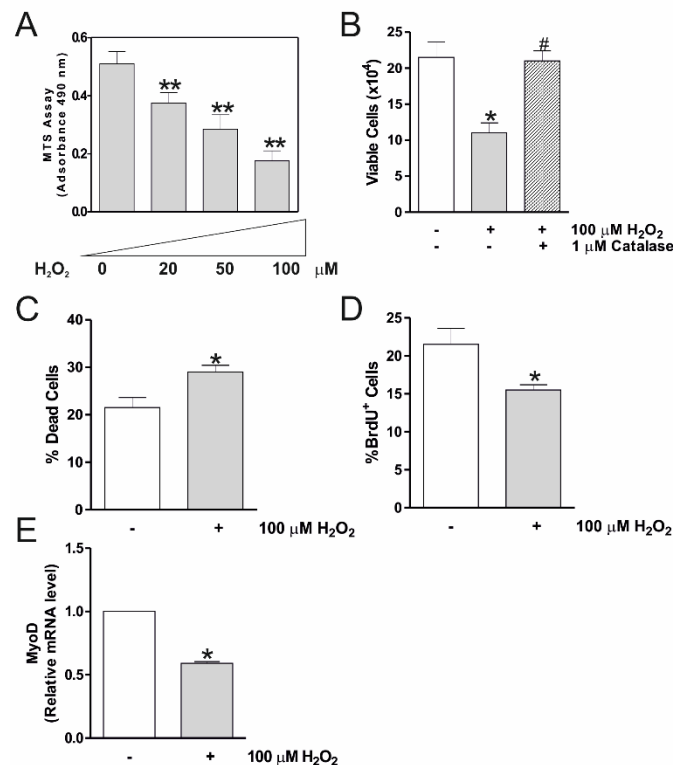 A
MTS Assay
(Adsorbance 490 nm)
0.6
0.4
0.2
0.0
**
**
**
H₂O₂ 0 20 50 100 μM
B
Viable Cells (x10⁴)
25
20
15
10
5
0
*
#
- + + 100 μM H₂O₂
- - + 1 μM Catalase
C
% Dead Cells
40
30
20
10
0
*
- + 100 μM H₂O₂
D
%BrdU⁺ Cells
25
20
15
10
5
0
*
- + 100 μM H₂O₂
E
MyoD
(Relative mRNA level)
1.5
1.0
0.5
0.0
*
- + 100 μM H₂O₂